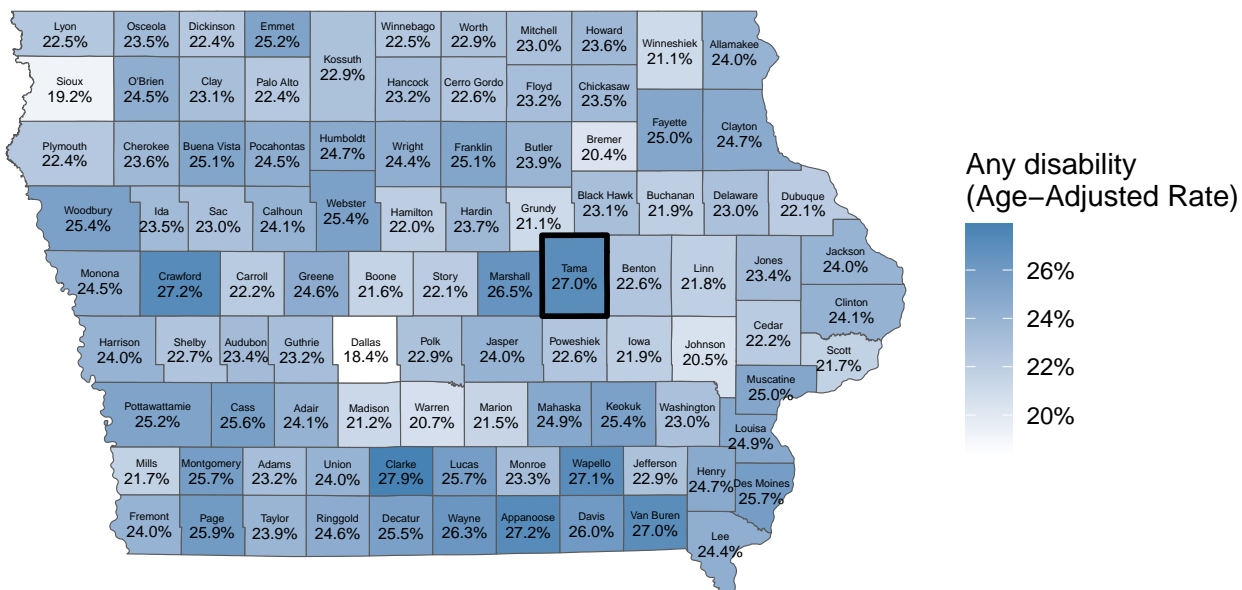 Lyon
22.5%
Osceola
23.5%
Dickinson
22.4%
Emmet
25.2%
Kossuth
22.9%
Winnebago
22.5%
Worth
22.9%
Mitchell
23.0%
Howard
23.6%
Winneshiek
21.1%
Allamakee
24.0%
Sioux
19.2%
O'Brien
24.5%
Clay
23.1%
Palo Alto
22.4%
Hancock
23.2%
Cerro Gordo
22.6%
Floyd
23.2%
Chickasaw
23.5%
Fayette
25.0%
Clayton
24.7%
Plymouth
22.4%
Cherokee
23.6%
Buena Vista
25.1%
Pocahontas
24.5%
Humboldt
24.7%
Wright
24.4%
Franklin
25.1%
Butler
23.9%
Bremer
20.4%
Woodbury
25.4%
Ida
23.5%
Sac
23.0%
Calhoun
24.1%
Webster
25.4%
Hamilton
22.0%
Hardin
23.7%
Grundy
21.1%
Black Hawk
23.1%
Buchanan
21.9%
Delaware
23.0%
Dubuque
22.1%
Monona
24.5%
Crawford
27.2%
Carroll
22.2%
Greene
24.6%
Boone
21.6%
Story
22.1%
Marshall
26.5%
Tama
27.0%
Benton
22.6%
Linn
21.8%
Jones
23.4%
Jackson
24.0%
Clinton
24.1%
Harrison
24.0%
Shelby
22.7%
Audubon
23.4%
Guthrie
23.2%
Dallas
18.4%
Polk
22.9%
Jasper
24.0%
Poweshiek
22.6%
Iowa
21.9%
Johnson
20.5%
Cedar
22.2%
Scott
21.7%
Muscatine
25.0%
Pottawattamie
25.2%
Cass
25.6%
Adair
24.1%
Madison
21.2%
Warren
20.7%
Marion
21.5%
Mahaska
24.9%
Keokuk
25.4%
Washington
23.0%
Louisa
24.9%
Mills
21.7%
Montgomery
25.7%
Adams
23.2%
Union
24.0%
Clarke
27.9%
Lucas
25.7%
Monroe
23.3%
Wapello
27.1%
Jefferson
22.9%
Henry
24.7%
Des Moines
25.7%
Fremont
24.0%
Page
25.9%
Taylor
23.9%
Ringgold
24.6%
Decatur
25.5%
Wayne
26.3%
Appanoose
27.2%
Davis
26.0%
Van Buren
27.0%
Lee
24.4%
Any disability
(Age−Adjusted Rate)
26%
24%
22%
20%